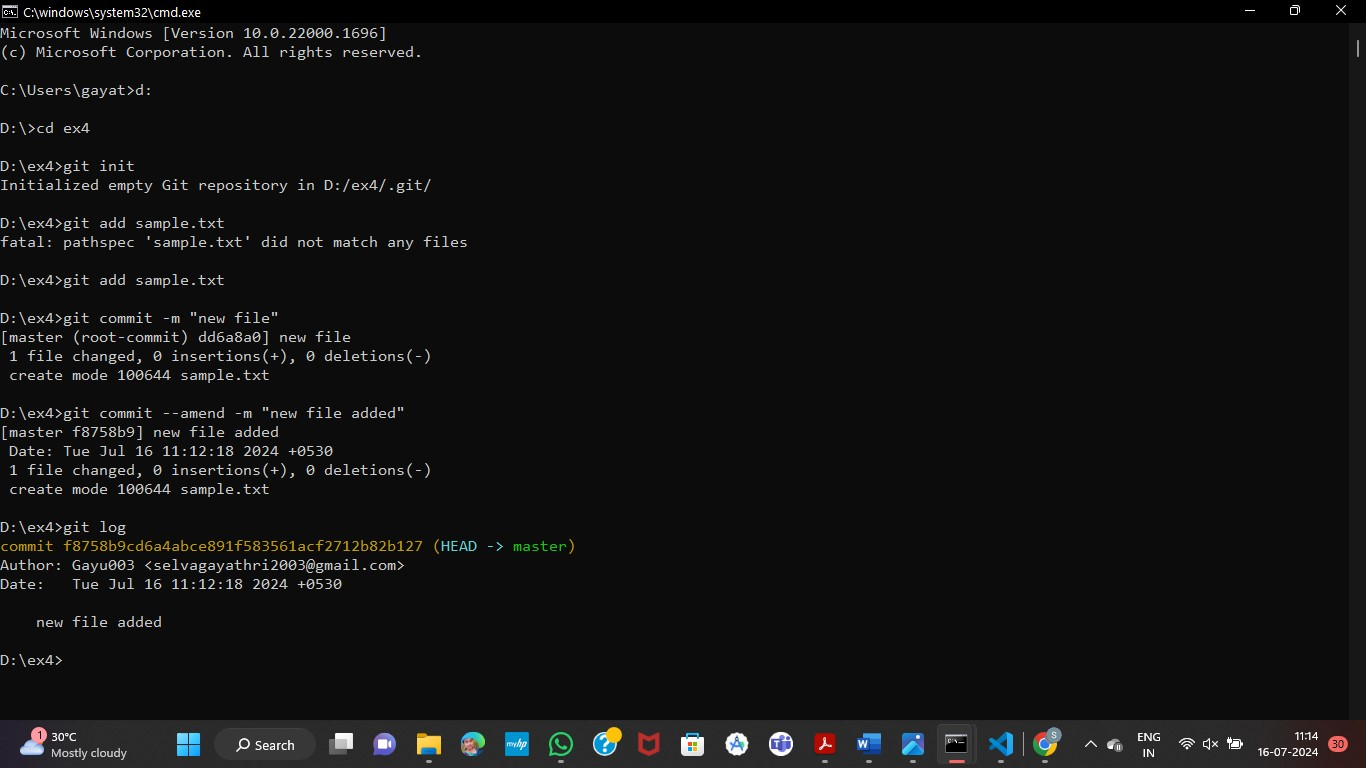 C:\windows\system32\cmd.exe
Microsoft Windows [Version 10.0.22000.1696]
(c) Microsoft Corporation. All rights reserved.
C:\Users\gayat>d:
D:\>cd ex4
D:\ex4>git init
Initialized empty Git repository in D:/ex4/.git/
D:\ex4>git add sample.txt
fatal: pathspec 'sample.txt' did not match any files
D:\ex4>git add sample.txt
D:\ex4>git commit -m "new file"
[master (root-commit) dd6a8a0] new file
 1 file changed, 0 insertions(+), 0 deletions(-)
 create mode 100644 sample.txt
D:\ex4>git commit --amend -m "new file added"
[master f8758b9] new file added
 Date: Tue Jul 16 11:12:18 2024 +0530
 1 file changed, 0 insertions(+), 0 deletions(-)
 create mode 100644 sample.txt
D:\ex4>git log
commit f8758b9cd6a4abce891f583561acf2712b82b127 (HEAD -> master)
Author: Gayu003 <selvagayathri2003@gmail.com>
Date:   Tue Jul 16 11:12:18 2024 +0530
    new file added
D:\ex4>
1
30°C
Mostly cloudy
Search
myhp
S
ENG
IN
11:14
16-07-2024
30